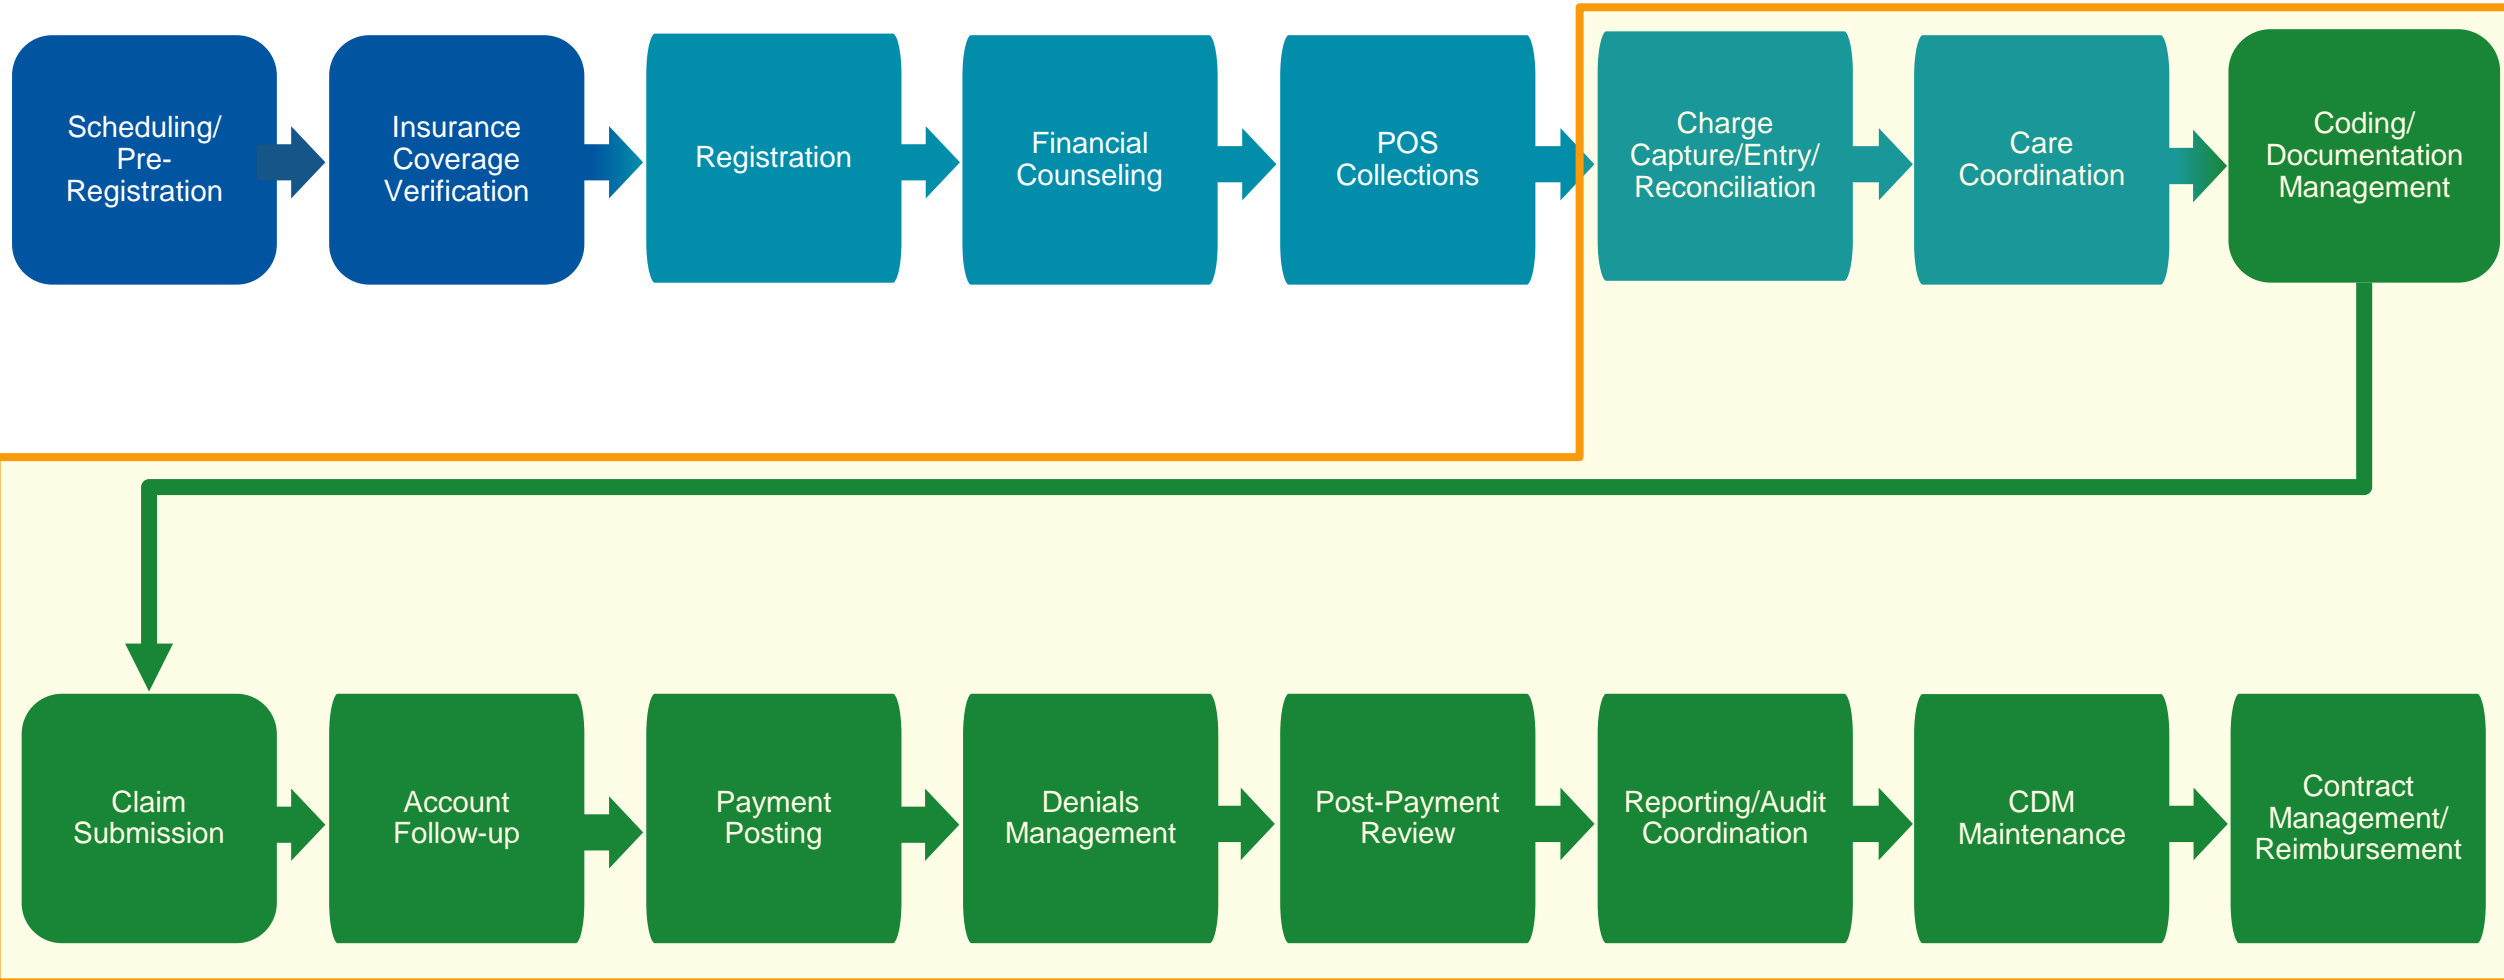 Scheduling/
Pre-
Registration
Insurance
Coverage
Verification
Registration
Financial
Counseling
POS
Collections
Charge
Capture/Entry/
Reconciliation
Care
Coordination
Coding/
Documentation
Management
Claim
Submission
Account
Follow-up
Payment
Posting
Denials
Management
Post-Payment
Review
Reporting/Audit
Coordination
CDM
Maintenance
Contract
Management/
Reimbursement